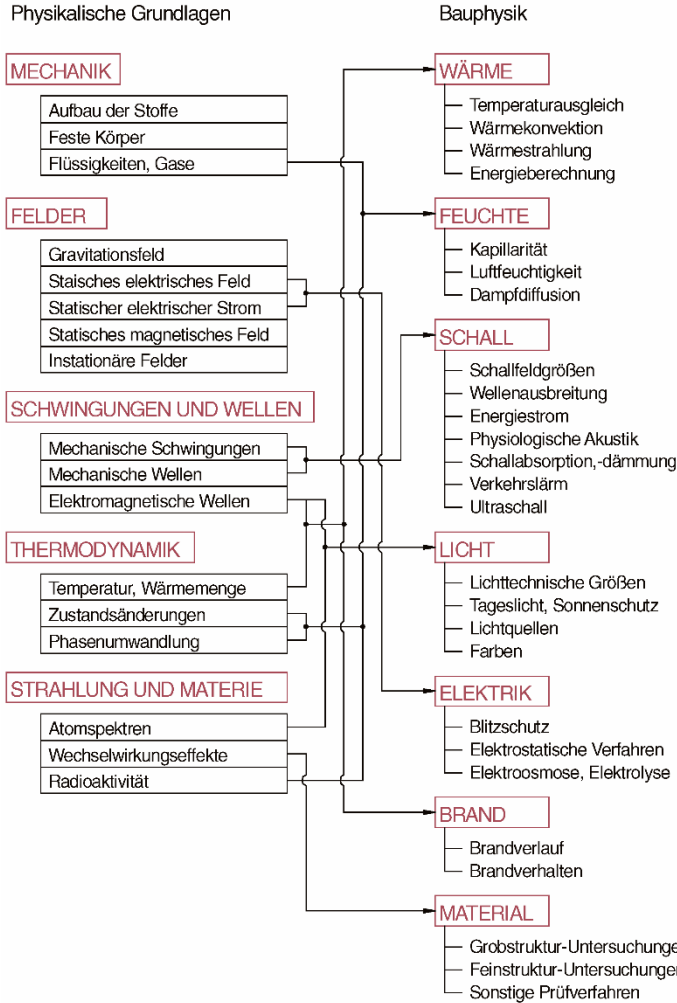 Physikalische Grundlagen
MECHANIK
Aufbau der Stoffe
Feste Körper
Flüssigkeiten, Gase
FELDER
Gravitationsfeld
Staisches elektrisches Feld
Statischer elektrischer Strom
Statisches magnetisches Feld
Instationäre Felder
SCHWINGUNGEN UND WELLEN
Mechanische Schwingungen
Mechanische Wellen
Elektromagnetische Wellen
THERMODYNAMIK
Temperatur, Wärmemenge
Zustandsänderungen
Phasenumwandlung
STRAHLUNG UND MATERIE
Atomspektren
Wechselwirkungseffekte
Radioaktivität
Bauphysik
WÄRME
Temperaturausgleich
Wärmekonvektion
Wärmestrahlung
Energieberechnung
FEUCHTE
Kapillarität
Luftfeuchtigkeit
Dampfdiffusion
SCHALL
Schallfeldgrößen
Wellenausbreitung
Energiestrom
Physiologische Akustik
Schallabsorption,-dämmung
Verkehrslärm
Ultraschall
LICHT
Lichttechnische Größen
Tageslicht, Sonnenschutz
Lichtquellen
Farben
ELEKTRIK
Blitzschutz
Elektrostatische Verfahren
Elektroosmose, Elektrolyse
BRAND
Brandverlauf
Brandverhalten
MATERIAL
Grobstruktur-Untersuchunge
Feinstruktur-Untersuchungen
Sonstige Prüfverfahren